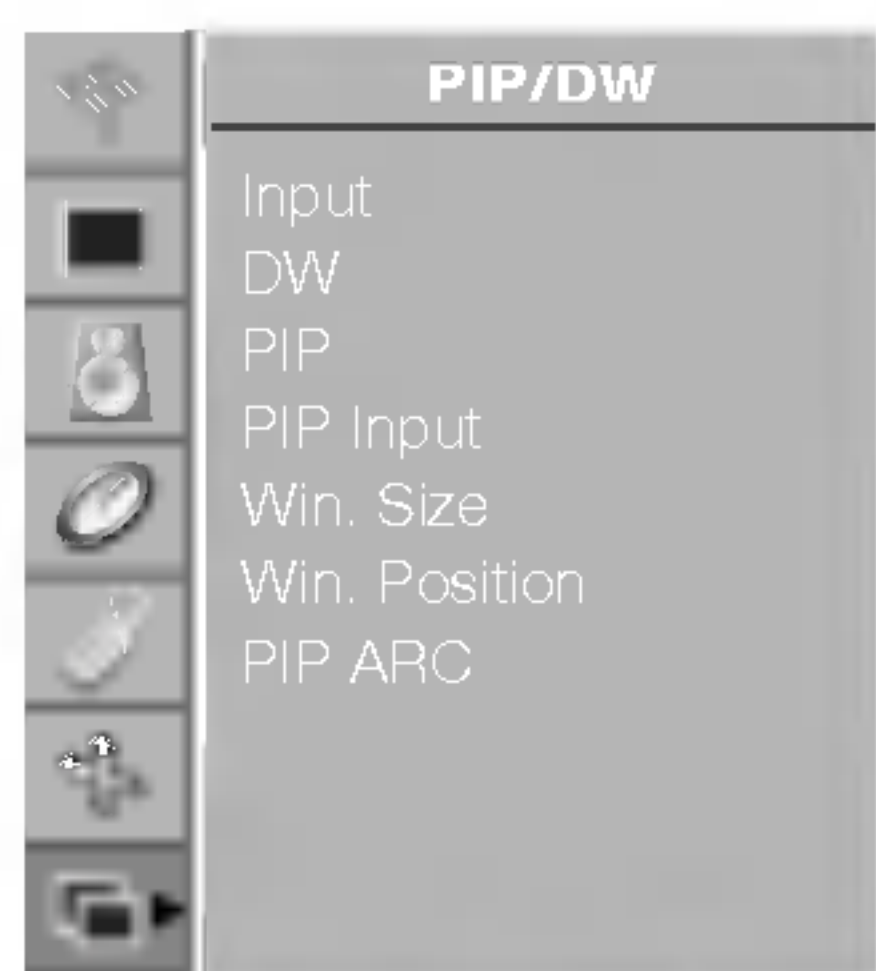 PIP/DW
Input
DW
PIP
PIP Input
Win. Size
Win. Position
PIP ARC